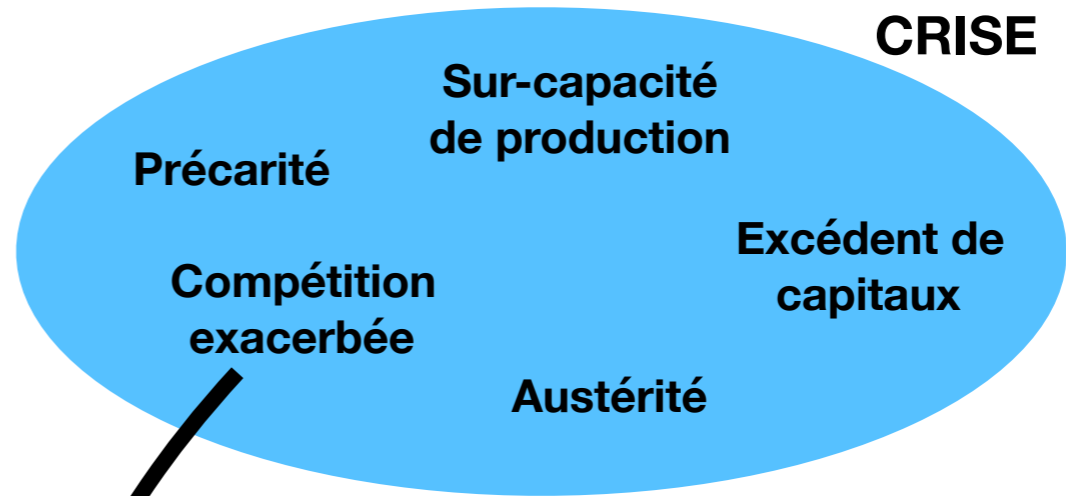 CRISE
Sur-capacité
de production
Précarité
Excédent de
capitaux
Compétition
exacerbée
Austérité